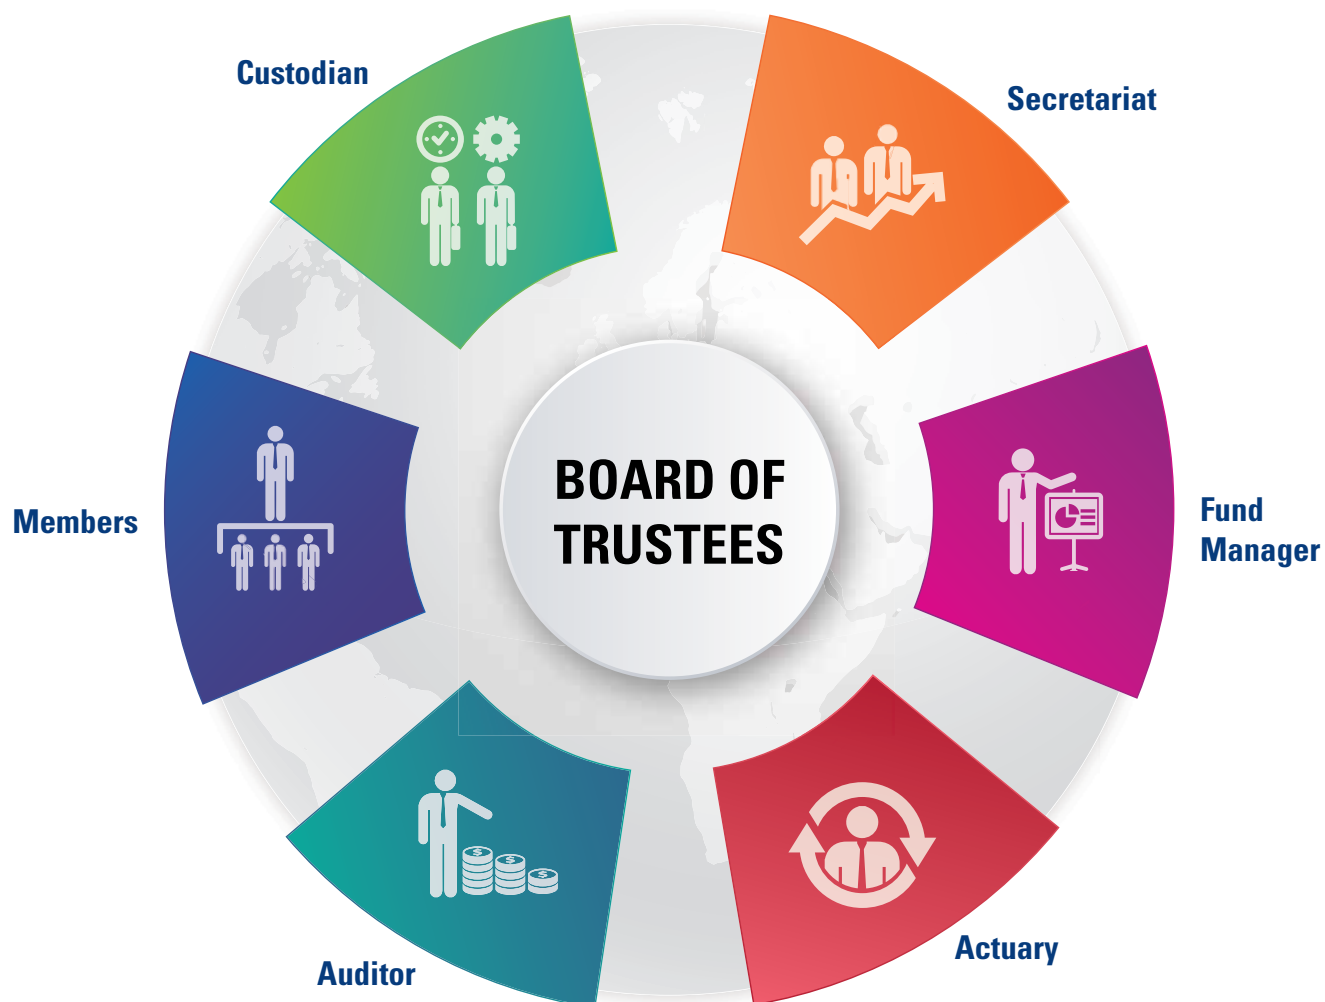 Custodian
Secretariat
BOARD OF
TRUSTEES
Members
Fund
Manager
Auditor
Actuary
$
$
$